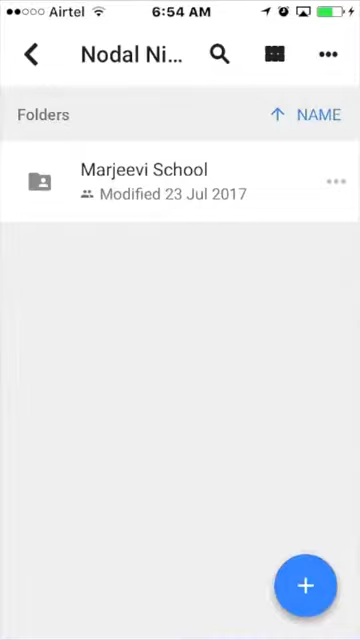 Airtel 6:54 AM
Nodal Ni...
Folders NAME
Marjeevi School
Modified 23 Jul 2017